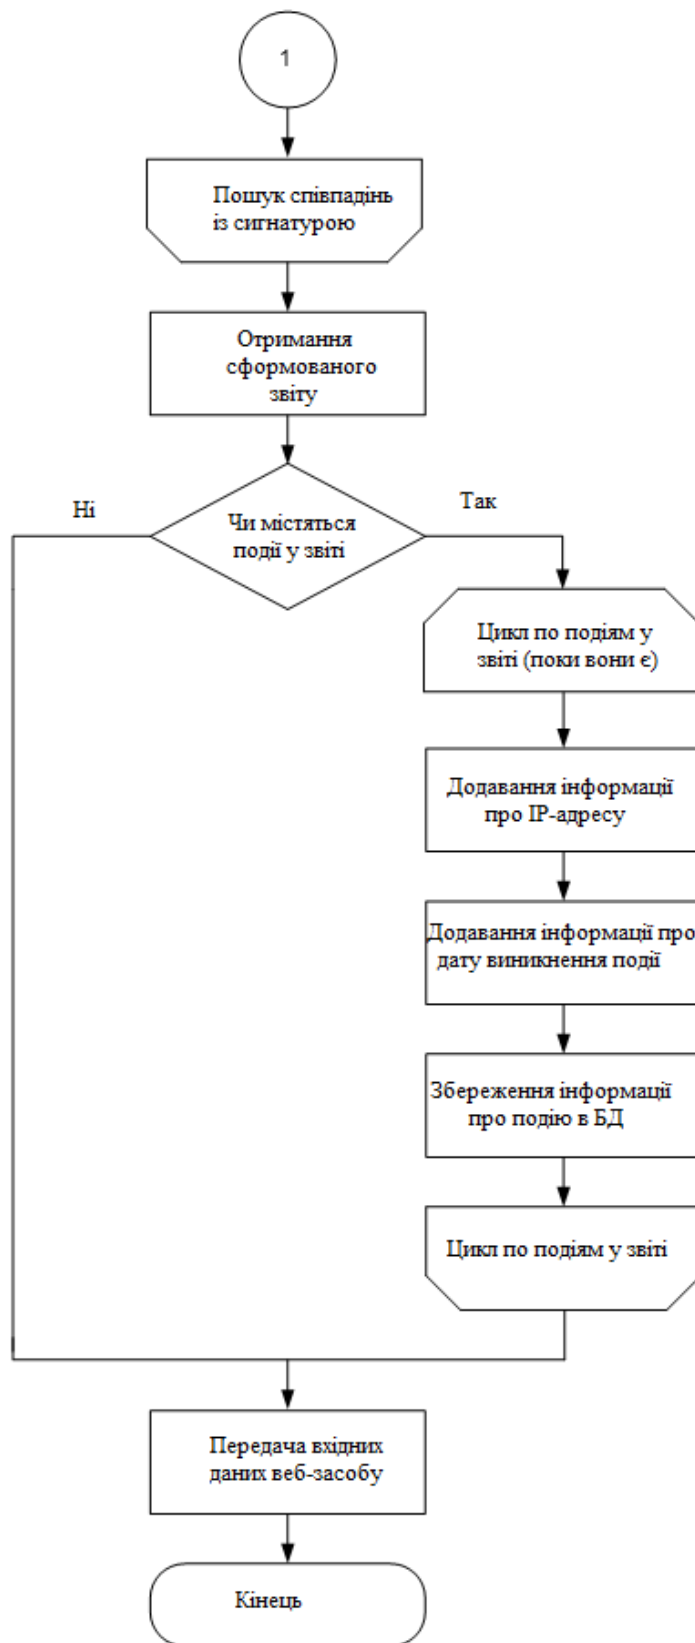 1
Пошук співпадінь
із сигнатурою
Отримання
сформованого
звіту
Ні
Так
Чи містяться
події у звіті
Цикл по подіям у
звіті (поки вони є)
Додавання інформації
про IP-адресу
Додавання інформації про
дату виникнення події
Збереження інформації
про подію в БД
Цикл по подіям у звіті
Передача вхідних
даних веб-засобу
Кінець